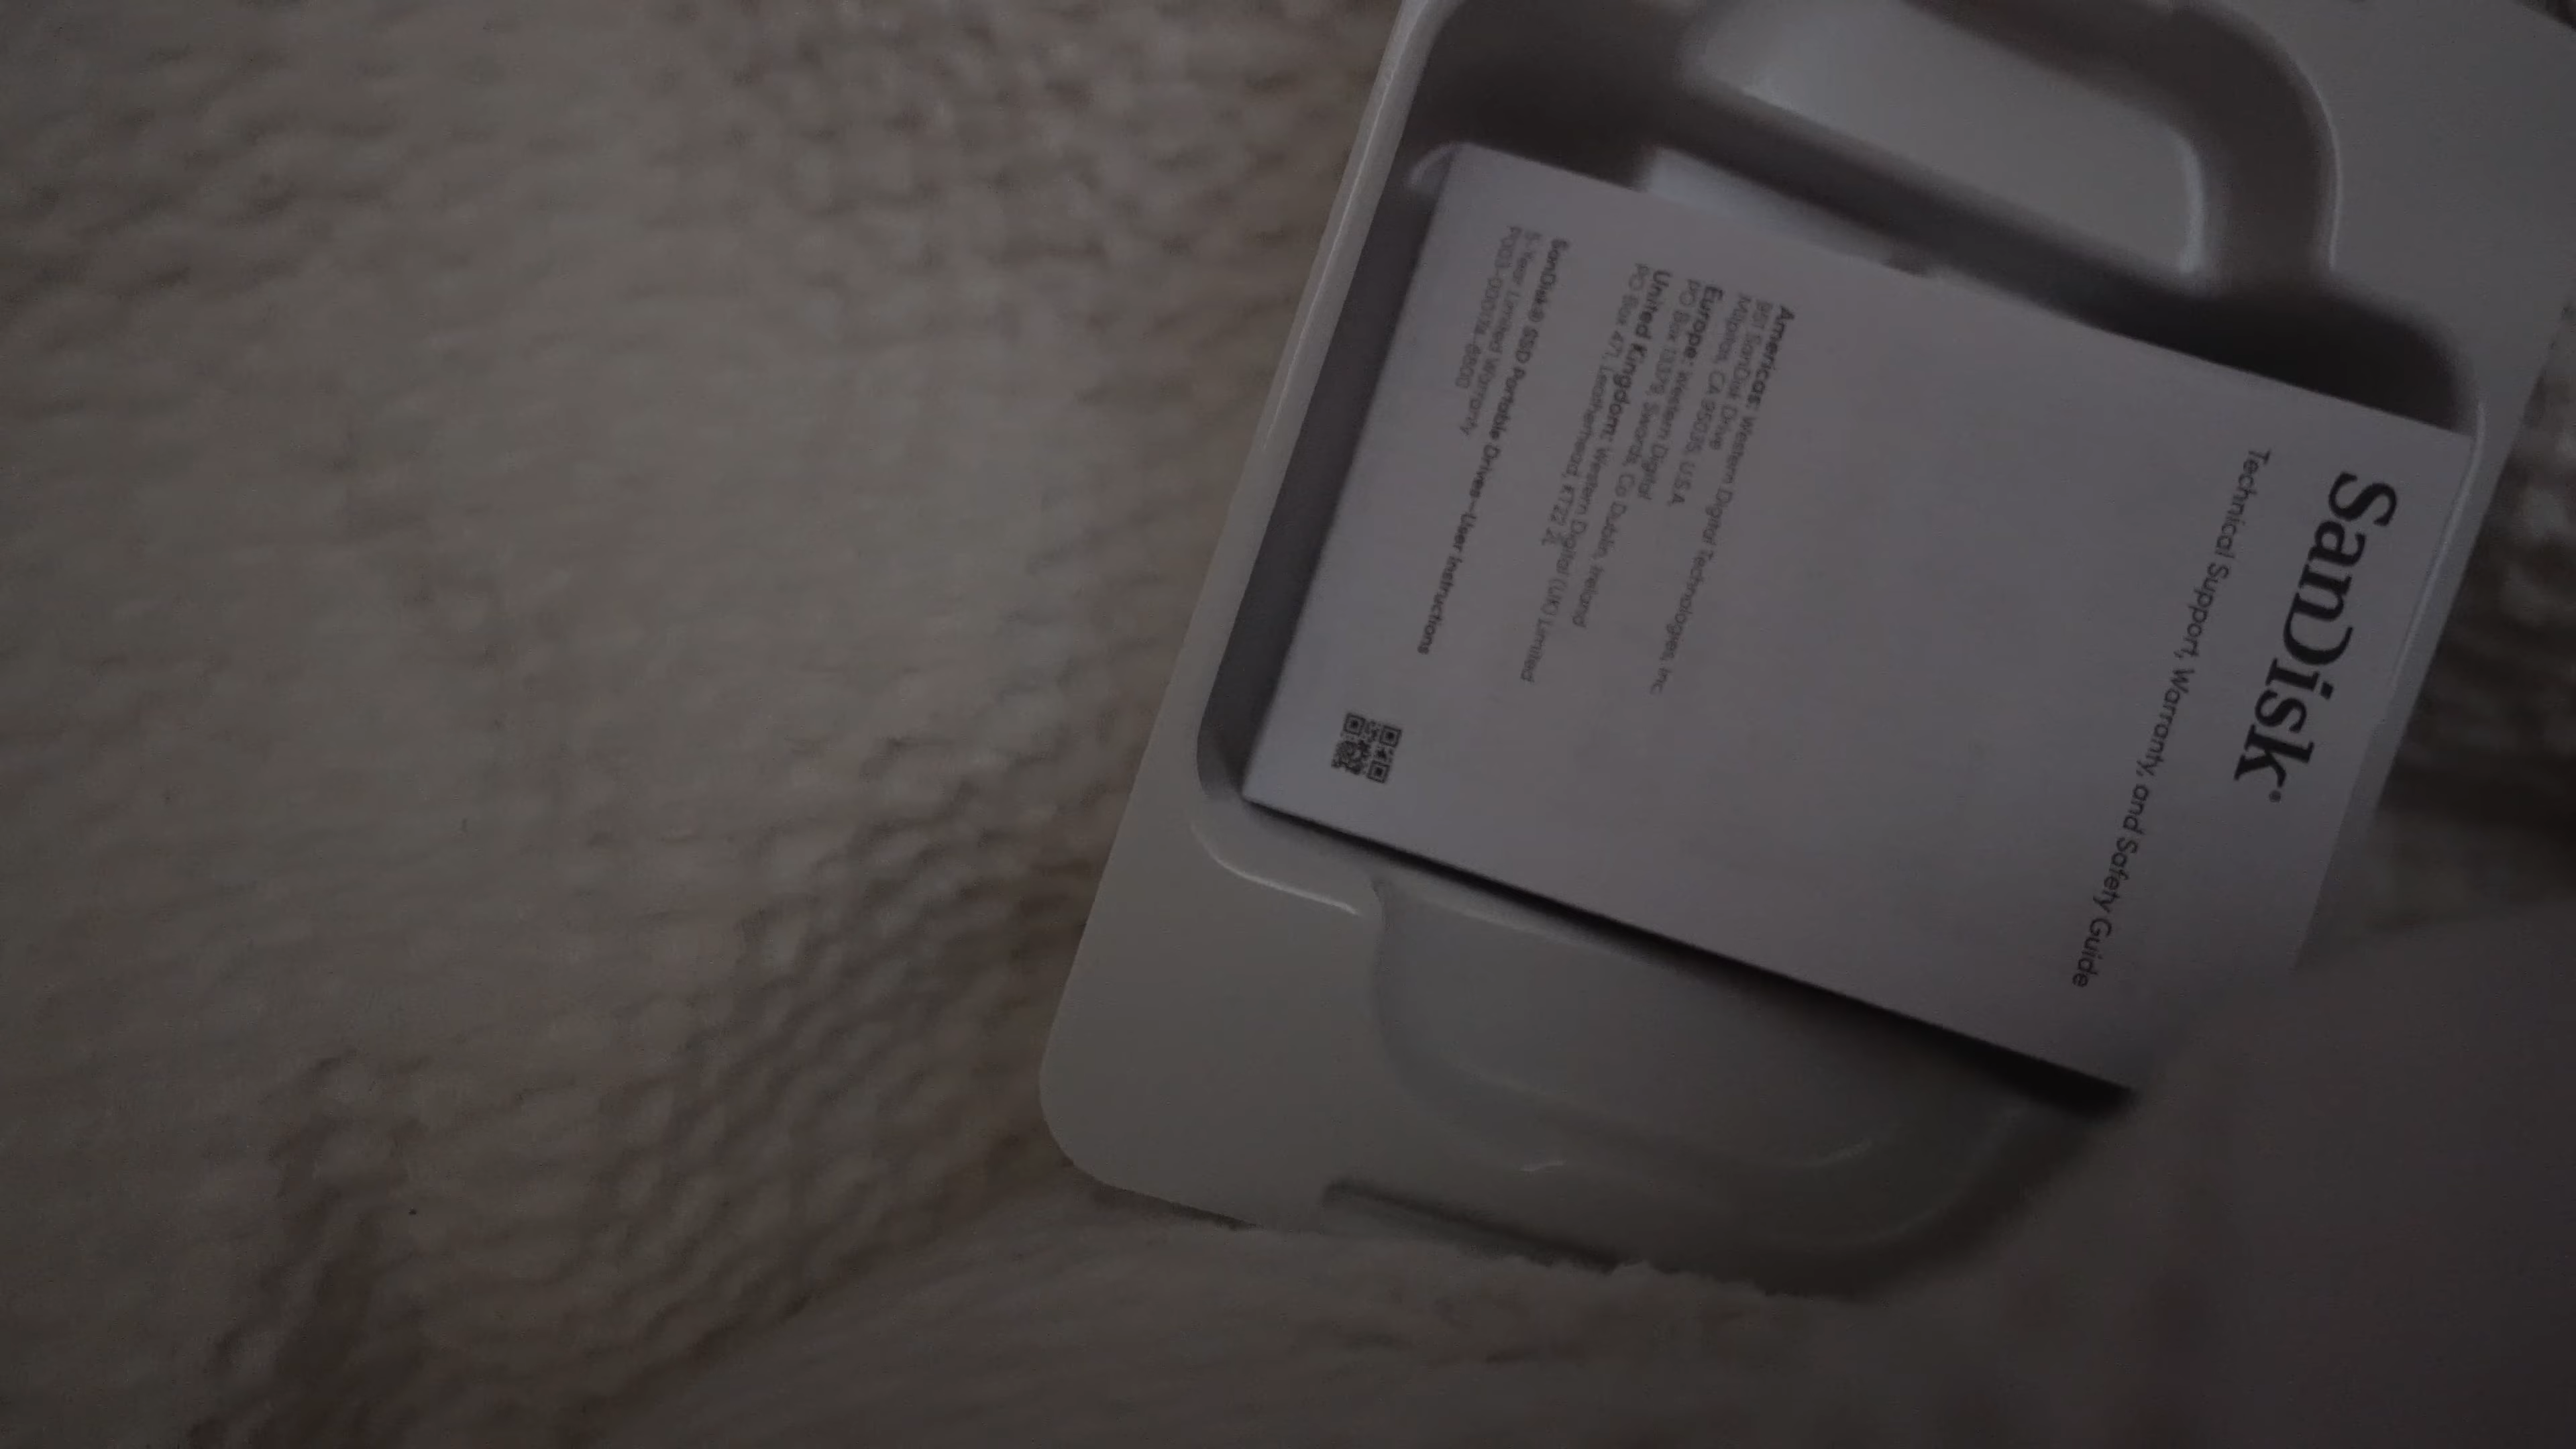 SanDisk®
Technical Support, Warranty, and Safety Guide
Americas: Western Digital Technologies, Inc
951 SanDisk Drive
Milpitas, CA 95035, U.S.A.
Europe: Western Digital
PO Box 13379, Swords, Co Dublin, Ireland
United Kingdom: Western Digital (UK) Limited
PO Box 471, Leatherhead, KT22 2
SanDisk® SSD Portable Drives—User Instructions
5-Year Limited Warranty